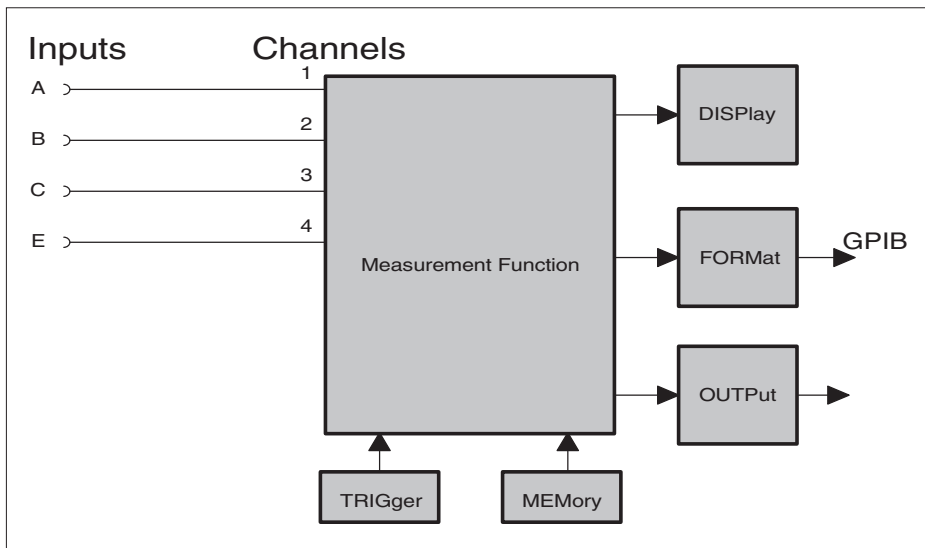 Inputs Channels
A 1
B 2
C 3
E 4
Measurement Function
DISPlay
FORMat GPIB
OUTPut
TRIGger MEMory